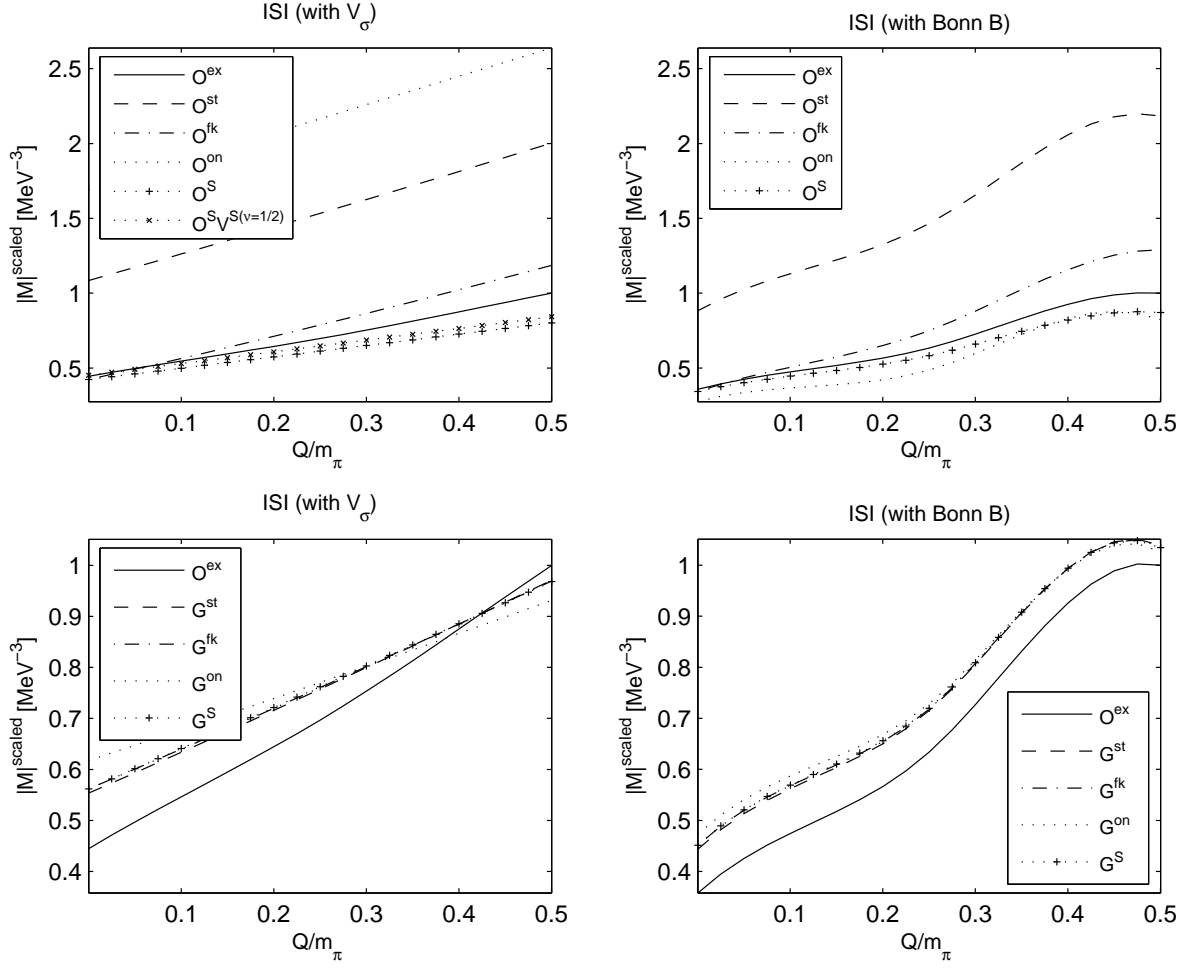 ISI (with Vσ)
|M|^scaled [MeV^−3]
2.5
2
1.5
1
0.5
O^ex
O^st
O^fk
O^on
O^S
O^S V^S(ν=1/2)
0.1 0.2 0.3 0.4 0.5
Q/m_π
ISI (with Bonn B)
|M|^scaled [MeV^−3]
2.5
2
1.5
1
0.5
O^ex
O^st
O^fk
O^on
O^S
0.1 0.2 0.3 0.4 0.5
Q/m_π
ISI (with Vσ)
|M|^scaled [MeV^−3]
1
0.9
0.8
0.7
0.6
0.5
0.4
O^ex
G^st
G^fk
G^on
G^S
0.1 0.2 0.3 0.4 0.5
Q/m_π
ISI (with Bonn B)
|M|^scaled [MeV^−3]
1
0.9
0.8
0.7
0.6
0.5
0.4
O^ex
G^st
G^fk
G^on
G^S
0.1 0.2 0.3 0.4 0.5
Q/m_π